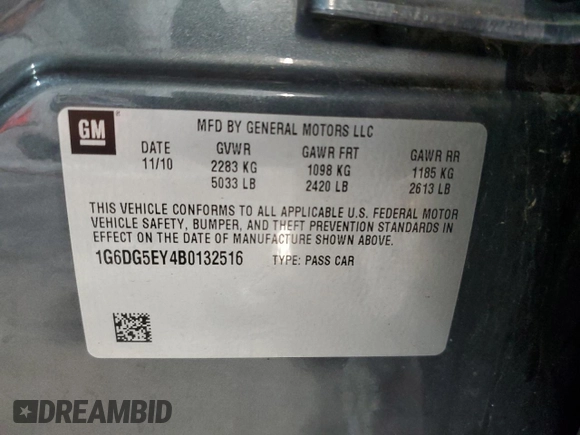 GM
MFD BY GENERAL MOTORS LLC
DATE GVWR GAWR FRT GAWR RR
11/10 2283 KG 1098 KG 1185 KG
5033 LB 2420 LB 2613 LB
THIS VEHICLE CONFORMS TO ALL APPLICABLE U.S. FEDERAL MOTOR
VEHICLE SAFETY, BUMPER, AND THEFT PREVENTION STANDARDS IN
EFFECT ON THE DATE OF MANUFACTURE SHOWN ABOVE.
1G6DG5EY4B0132516 TYPE: PASS CAR
DREAMBID